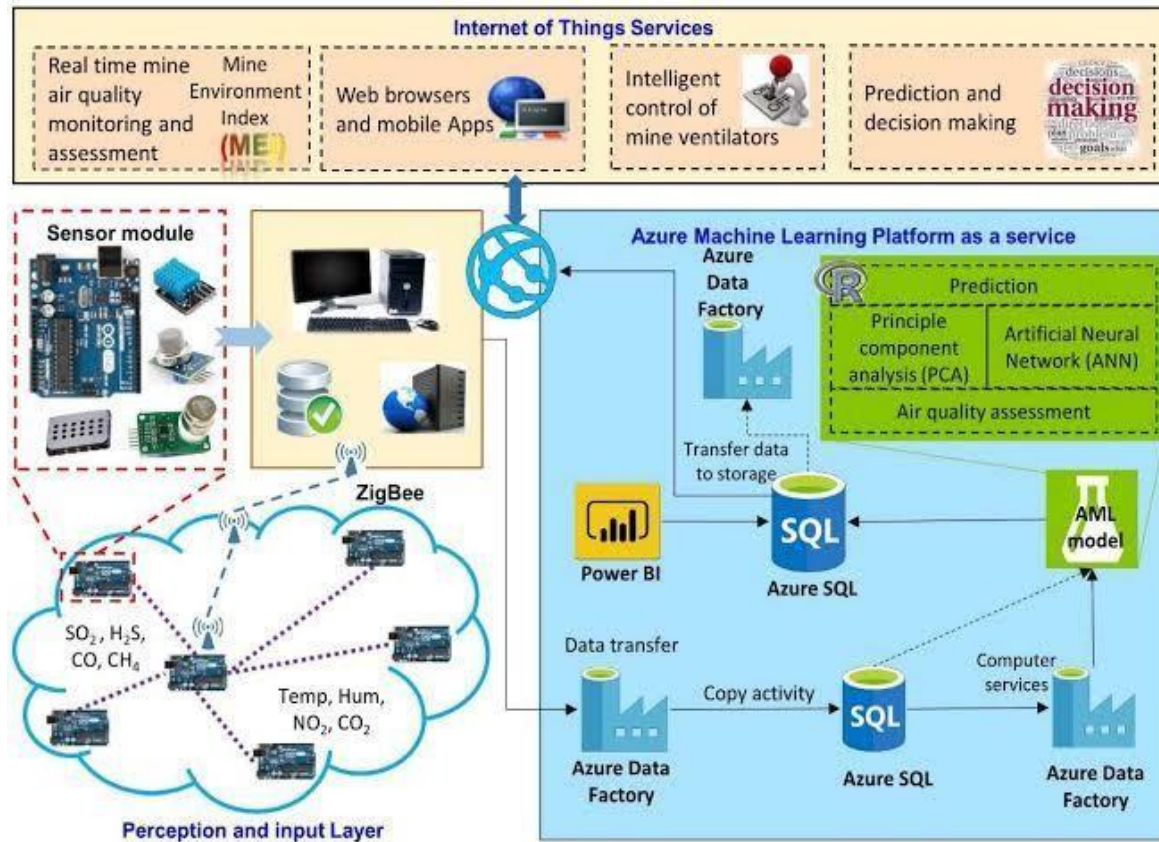 Internet of Things Services
Real time mine
air quality
monitoring and
assessment
Mine
Environment
Index
(MEI)
Web browsers
and mobile Apps
Intelligent
control of
mine ventilators
Prediction and
decision making
decisions
decision
making
problem
goals
Sensor module
Azure Machine Learning Platform as a service
Azure
Data
Factory
R
Prediction
Principle
component
analysis (PCA)
Artificial Neural
Network (ANN)
Air quality assessment
Transfer data
to storage
ZigBee
Power BI
SQL
Azure SQL
AML
model
SO₂, H₂S,
CO, CH₄
Temp, Hum,
NO₂, CO₂
Data transfer
Copy activity
Computer
services
SQL
Azure Data
Factory
Azure SQL
Azure Data
Factory
Perception and input Layer